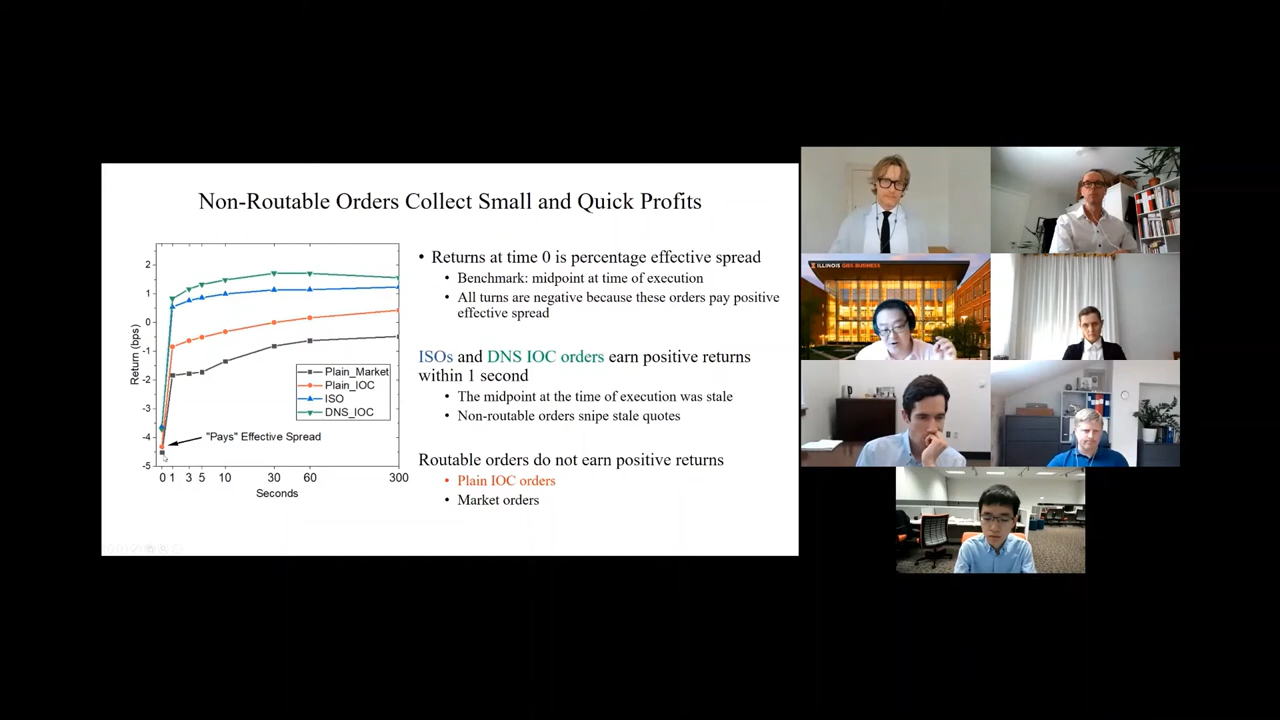 Non-Routable Orders Collect Small and Quick Profits
2
1
0
-1
-2
-3
-4
-5
Return (bps)
Plain_Market
Plain_IOC
ISO
DNS_IOC
"Pays" Effective Spread
0 1 3 5 10 30 60 300
Seconds
• Returns at time 0 is percentage effective spread
• Benchmark: midpoint at time of execution
• All turns are negative because these orders pay positive
effective spread
ISOs and DNS IOC orders earn positive returns
within 1 second
• The midpoint at the time of execution was stale
• Non-routable orders snipe stale quotes
Routable orders do not earn positive returns
• Plain IOC orders
• Market orders
ILLINOIS GIES BUSINESS